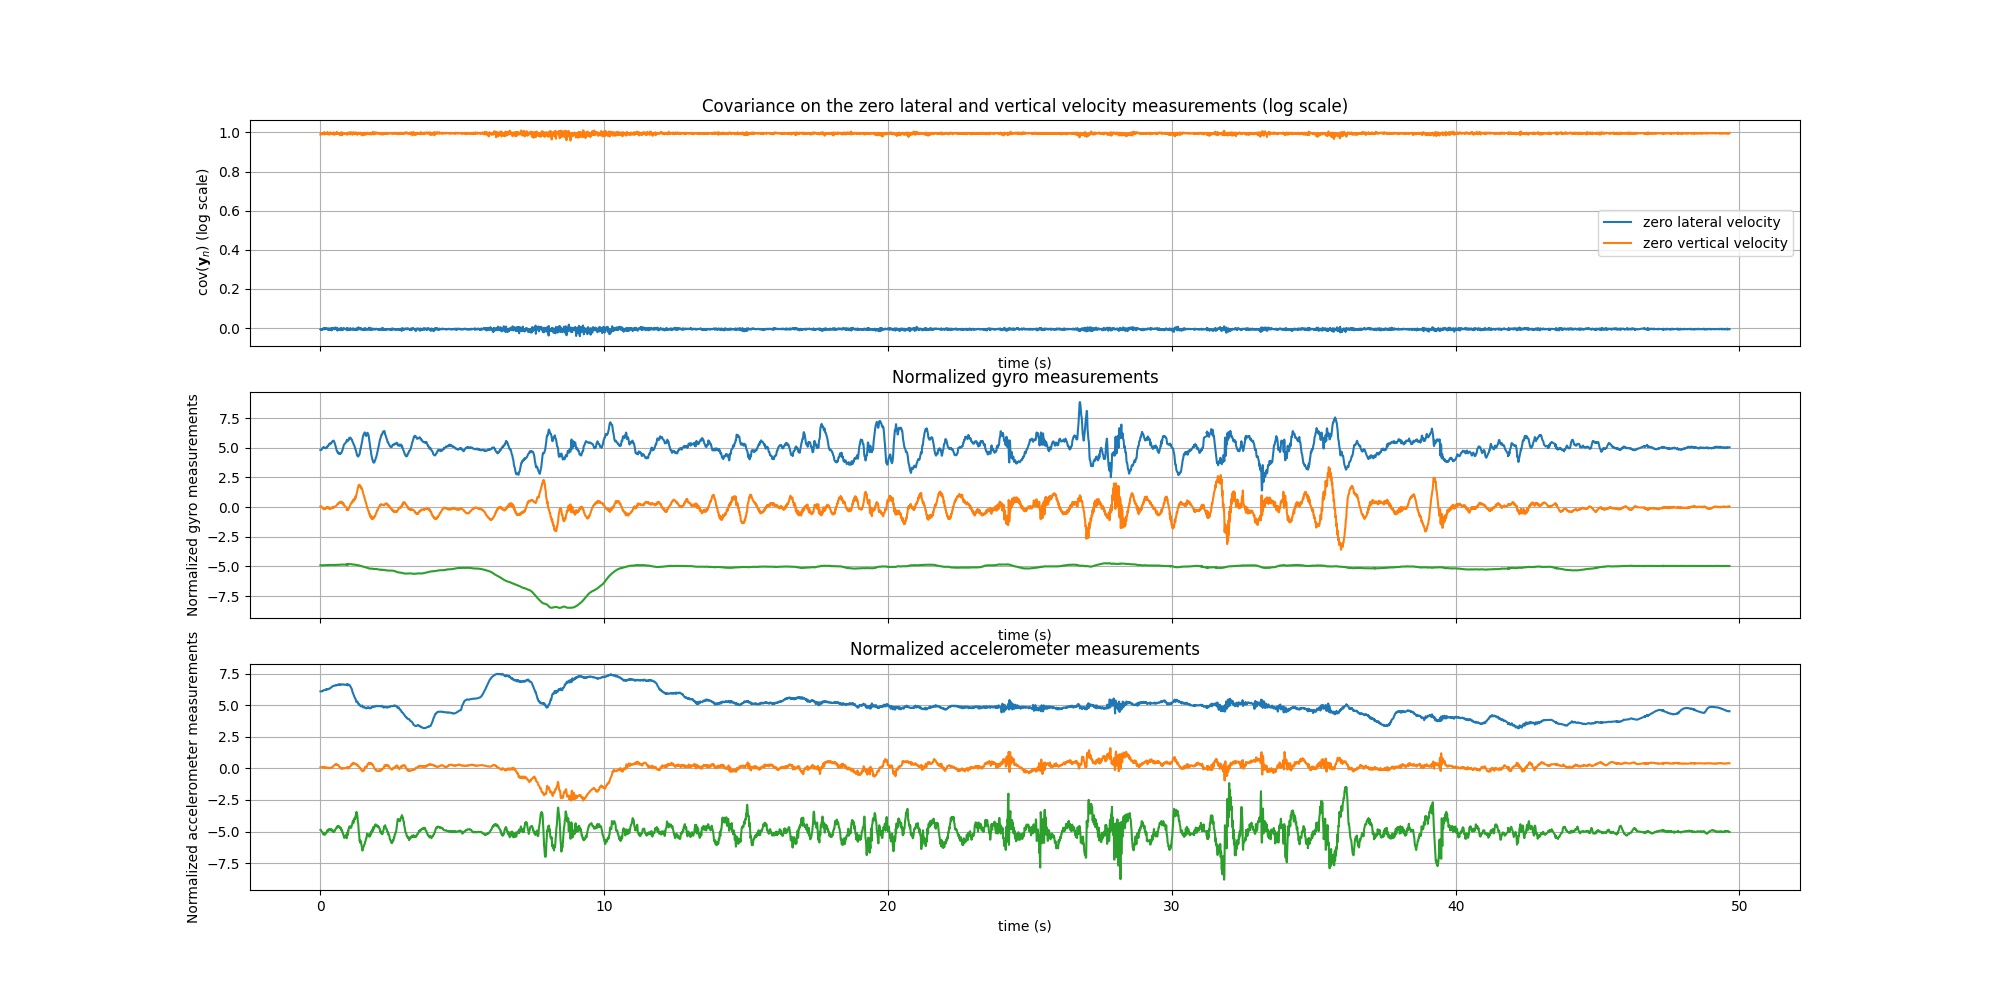 Covariance on the zero lateral and vertical velocity measurements (log scale)
cov(𝐲ₙ) (log scale)
1.0
0.8
0.6
0.4
0.2
0.0
zero lateral velocity
zero vertical velocity
time (s)
Normalized gyro measurements
Normalized gyro measurements
7.5
5.0
2.5
0.0
−2.5
−5.0
−7.5
time (s)
Normalized accelerometer measurements
Normalized accelerometer measurements
7.5
5.0
2.5
0.0
−2.5
−5.0
−7.5
0 10 20 30 40 50
time (s)